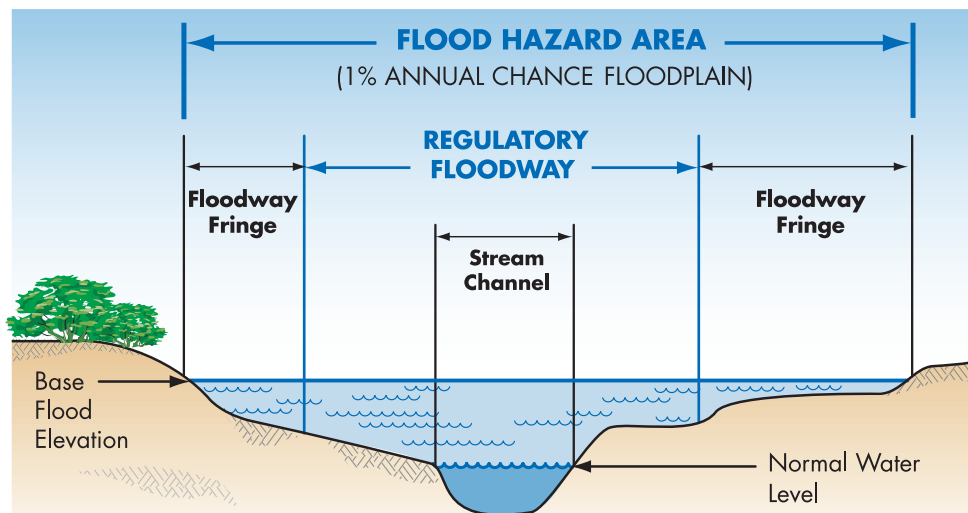 FLOOD HAZARD AREA
(1% ANNUAL CHANCE FLOODPLAIN)
REGULATORY
FLOODWAY
Floodway
Fringe
Floodway
Fringe
Stream
Channel
Base
Flood
Elevation
Normal Water
Level